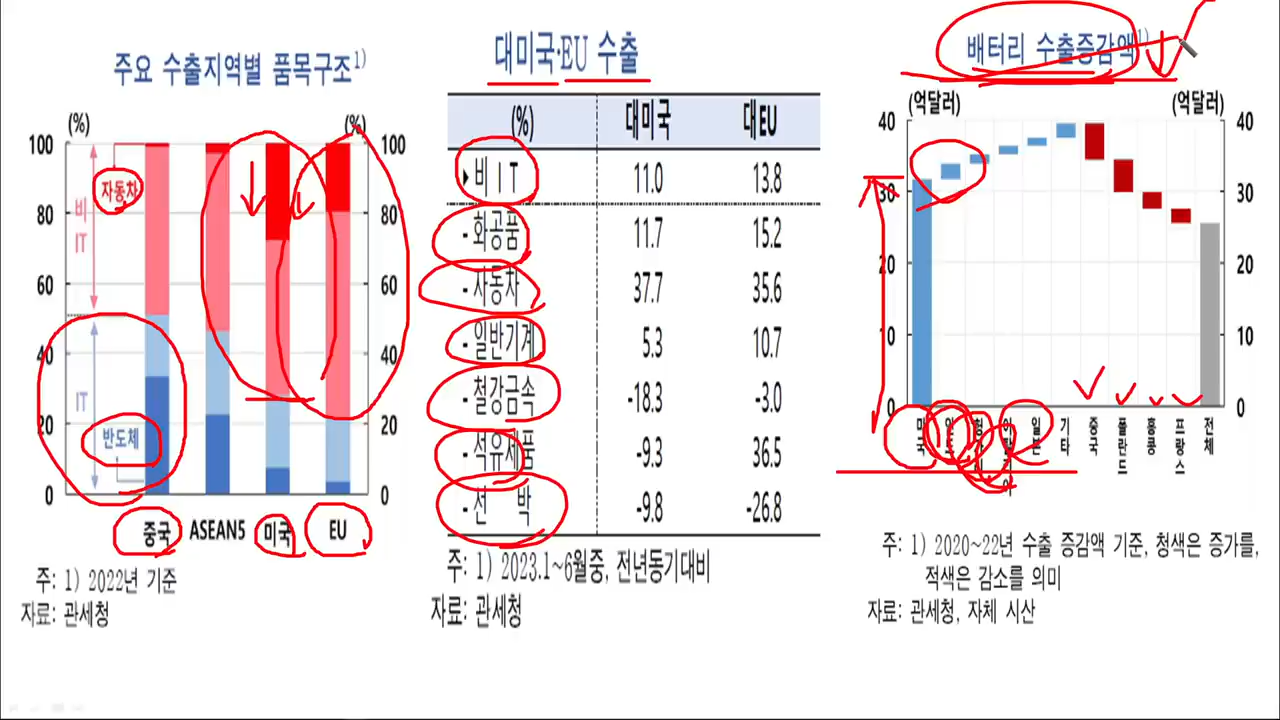 주요 수출지역별 품목구조1)
(%) (%)
100 100
80 80
60 60
40 40
20 20
0 0
자동차
비
IT
IT
반도체
중국 ASEAN5 미국 EU
주: 1) 2022년 기준
자료: 관세청
대미국·EU 수출
(%) 대미국 대EU
▸비 I T 11.0 13.8
- 화공품 11.7 15.2
- 자동차 37.7 35.6
- 일반기계 5.3 10.7
- 철강금속 -18.3 -3.0
- 석유제품 -9.3 36.5
- 선 박 -9.8 -26.8
주: 1) 2023.1~6월중, 전년동기대비
자료: 관세청
배터리 수출증감액1)
(억달러) (억달러)
40 40
30 30
20 20
10 10
0 0
미국 인도 일본 기타 중국 폴란드 홍콩 프랑스 전체
주: 1) 2020~22년 수출 증감액 기준, 청색은 증가를,
적색은 감소를 의미
자료: 관세청, 자체 시산